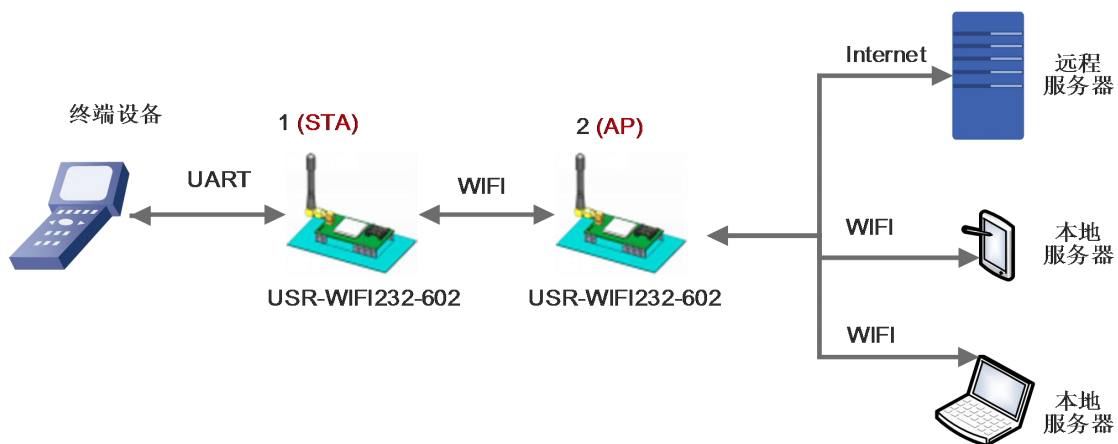 终端设备
UART
1 (STA)
USR-WIFI232-602
WIFI
2 (AP)
USR-WIFI232-602
Internet
远程
服务器
WIFI
本地
服务器
WIFI
本地
服务器